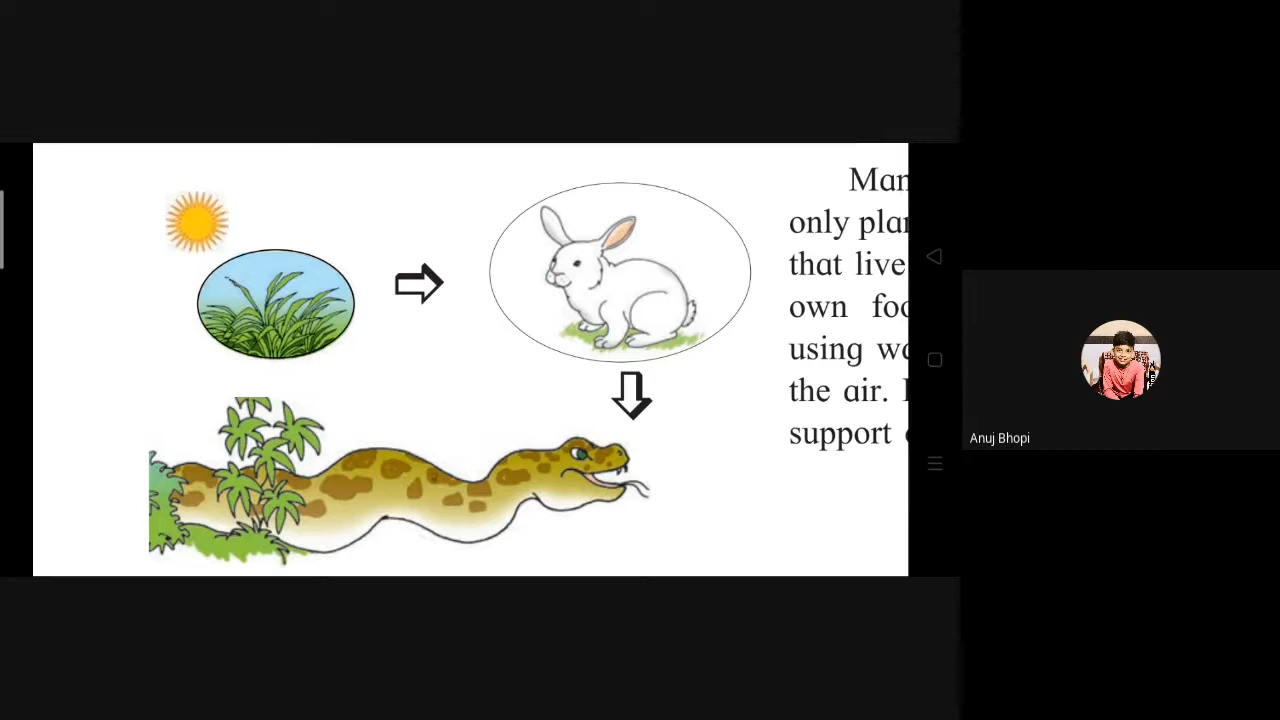 Man
only plan
that live
own foo
using wa
the air. I
support
Anuj Bhopi